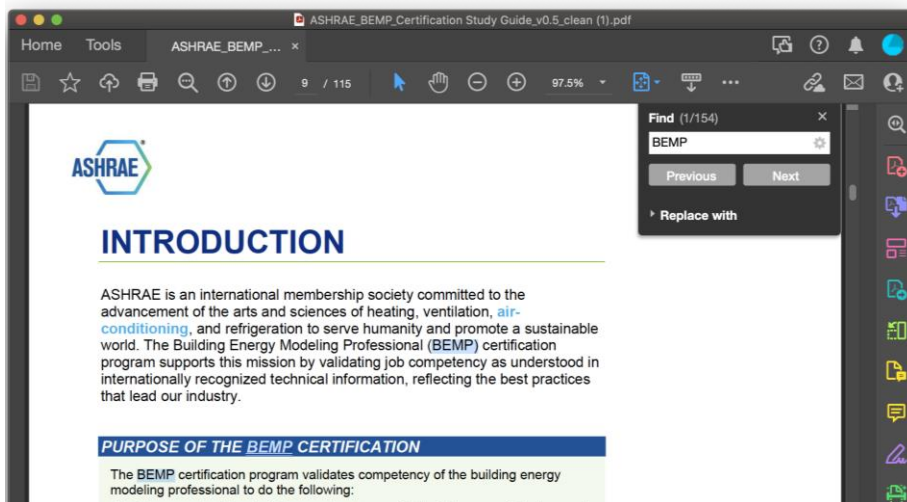 ASHRAE_BEMP_Certification Study Guide_v0.5_clean (1).pdf
Home Tools ASHRAE_BEMP_... ×
9 / 115 97.5%
Find (1/154)
BEMP
Previous Next
Replace with
ASHRAE
INTRODUCTION
ASHRAE is an international membership society committed to the
advancement of the arts and sciences of heating, ventilation, air-
conditioning, and refrigeration to serve humanity and promote a sustainable
world. The Building Energy Modeling Professional (BEMP) certification
program supports this mission by validating job competency as understood in
internationally recognized technical information, reflecting the best practices
that lead our industry.
PURPOSE OF THE BEMP CERTIFICATION
The BEMP certification program validates competency of the building energy
modeling professional to do the following: